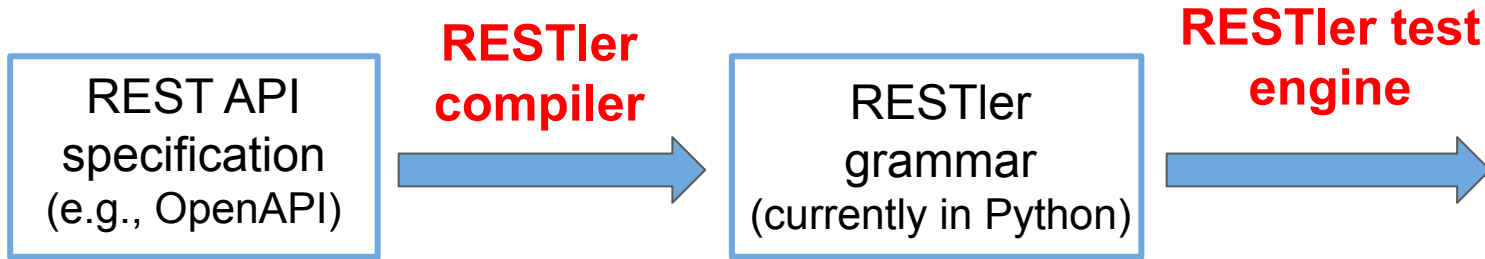 REST API
specification
(e.g., OpenAPI)
RESTler
compiler
RESTler
grammar
(currently in Python)
RESTler test
engine